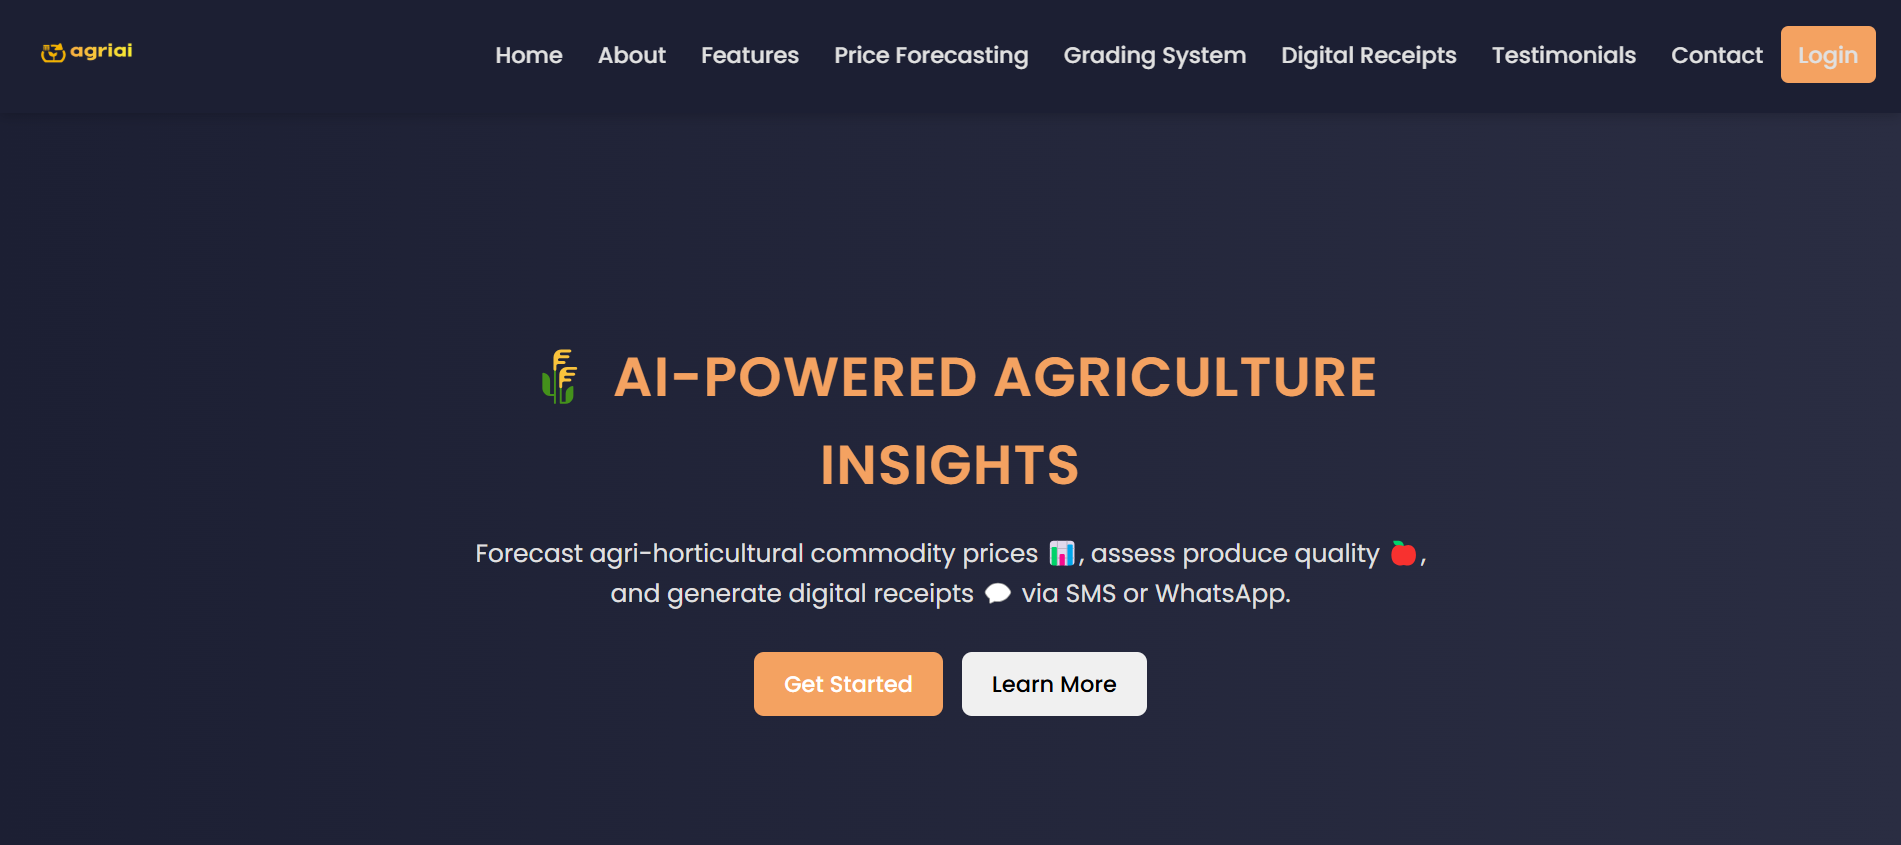 agriai
Home About Features Price Forecasting Grading System Digital Receipts Testimonials Contact Login
🌾 AI-POWERED AGRICULTURE
INSIGHTS
Forecast agri-horticultural commodity prices 📊, assess produce quality 🍎,
and generate digital receipts 💬 via SMS or WhatsApp.
Get Started Learn More